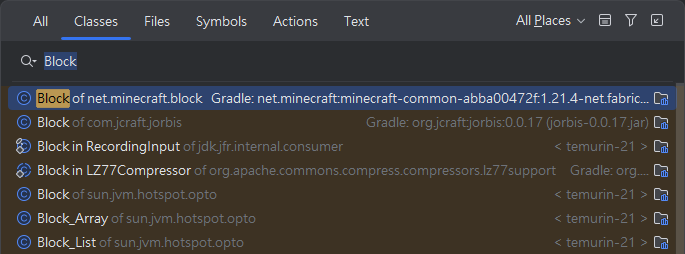 All Classes Files Symbols Actions Text All Places
Block
Block of net.minecraft.block Gradle: net.minecraft:minecraft-common-abba00472f:1.21.4-net.fabric...
Block of com.jcraft.jorbis Gradle: org.jcraft:jorbis:0.0.17 (jorbis-0.0.17.jar)
Block in RecordingInput of jdk.jfr.internal.consumer < temurin-21 >
Block in LZ77Compressor of org.apache.commons.compress.compressors.lz77support Gradle: org....
Block of sun.jvm.hotspot.opto < temurin-21 >
Block_Array of sun.jvm.hotspot.opto < temurin-21 >
Block_List of sun.jvm.hotspot.opto < temurin-21 >